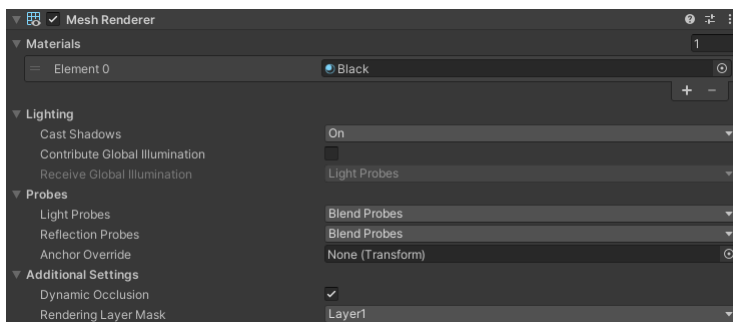 Mesh Renderer
Materials 1
Element 0 Black
+ −
Lighting
Cast Shadows On
Contribute Global Illumination
Receive Global Illumination Light Probes
Probes
Light Probes Blend Probes
Reflection Probes Blend Probes
Anchor Override None (Transform)
Additional Settings
Dynamic Occlusion
Rendering Layer Mask Layer1